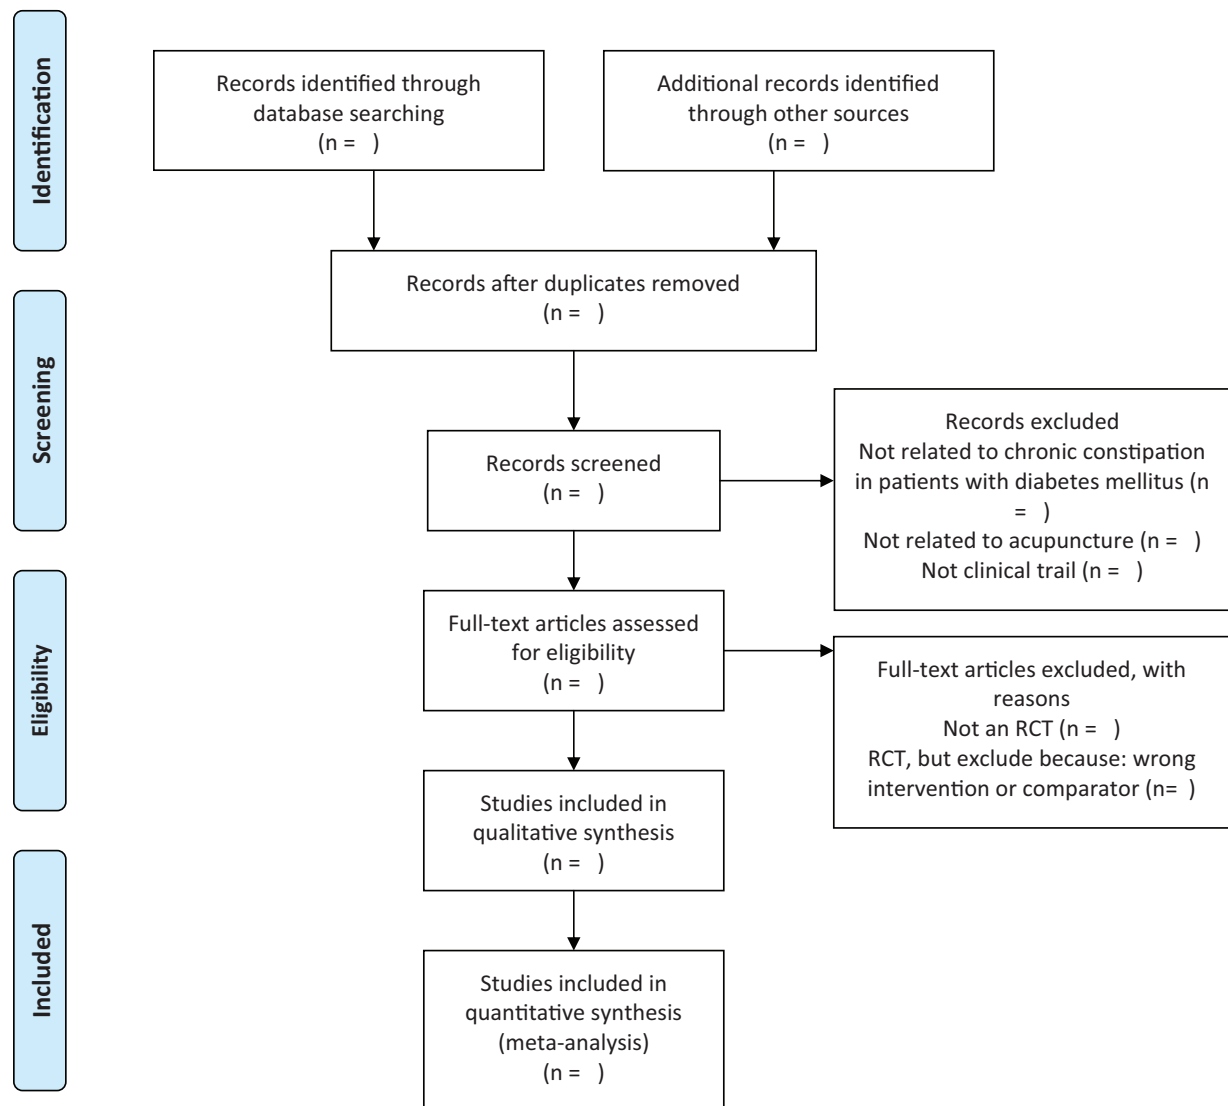 Identification
Records identified through
database searching
(n =   )
Additional records identified
through other sources
(n =   )
Records after duplicates removed
(n =   )
Screening
Records screened
(n =   )
Records excluded
Not related to chronic constipation
in patients with diabetes mellitus (n
=   )
Not related to acupuncture (n =   )
Not clinical trail (n =   )
Eligibility
Full-text articles assessed
for eligibility
(n =   )
Full-text articles excluded, with
reasons
Not an RCT (n =   )
RCT, but exclude because: wrong
intervention or comparator (n=  )
Studies included in
qualitative synthesis
(n =   )
Included
Studies included in
quantitative synthesis
(meta-analysis)
(n =   )